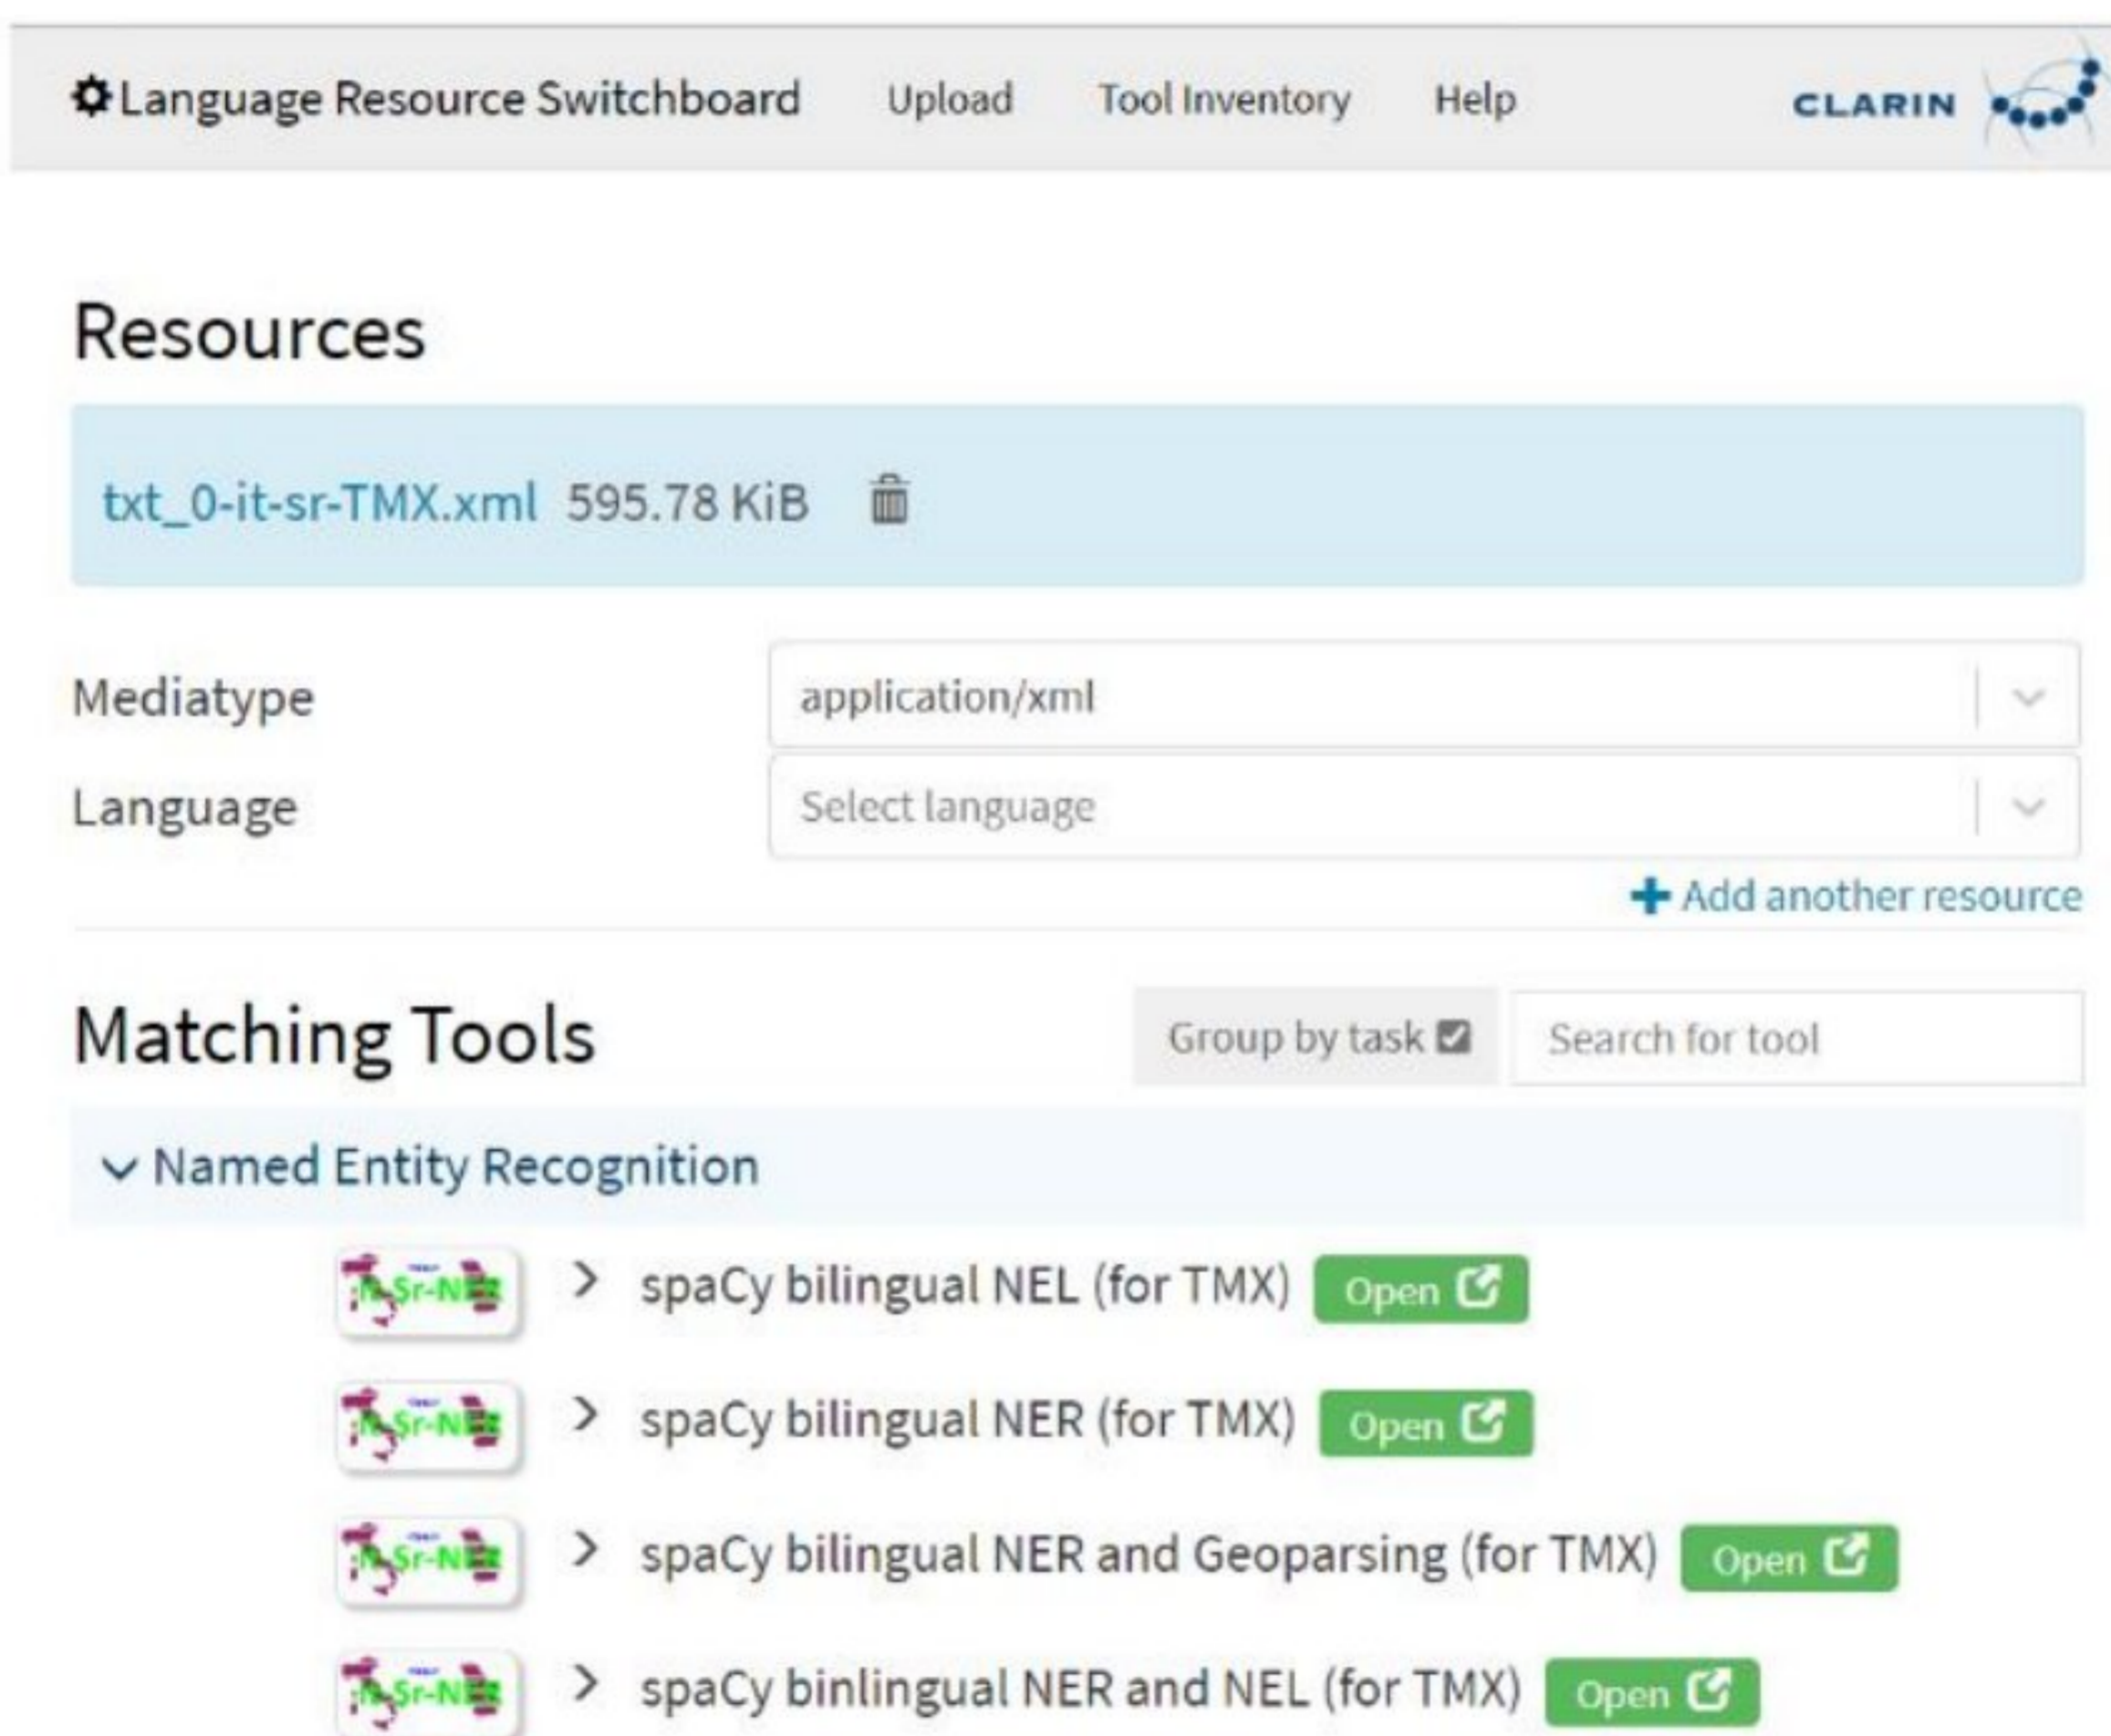 Language Resource Switchboard Upload Tool Inventory Help CLARIN
Resources
txt_0-it-sr-TMX.xml 595.78 KiB
Mediatype application/xml
Language Select language
Add another resource
Matching Tools Group by task Search for tool
Named Entity Recognition
spaCy bilingual NEL (for TMX) Open
spaCy bilingual NER (for TMX) Open
spaCy bilingual NER and Geoparsing (for TMX) Open
spaCy binlingual NER and NEL (for TMX) Open